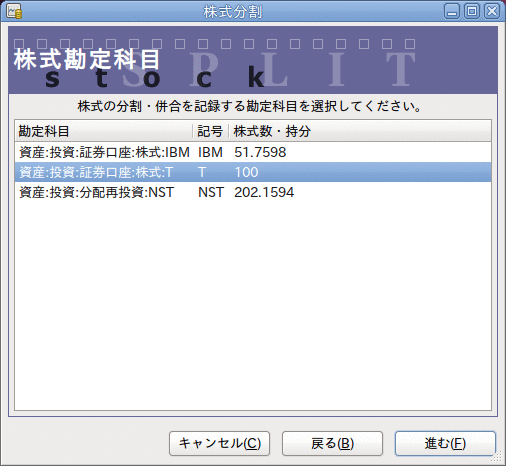 株式分割
SPLIT
株式勘定科目
stock
株式の分割・併合を記録する勘定科目を選択してください。
勘定科目 記号 株式数・持分
資産:投資:証券口座:株式:IBM IBM 51.7598
資産:投資:証券口座:株式:T T 100
資産:投資:分配再投資:NST NST 202.1594
キャンセル(C) 戻る(B) 進む(F)